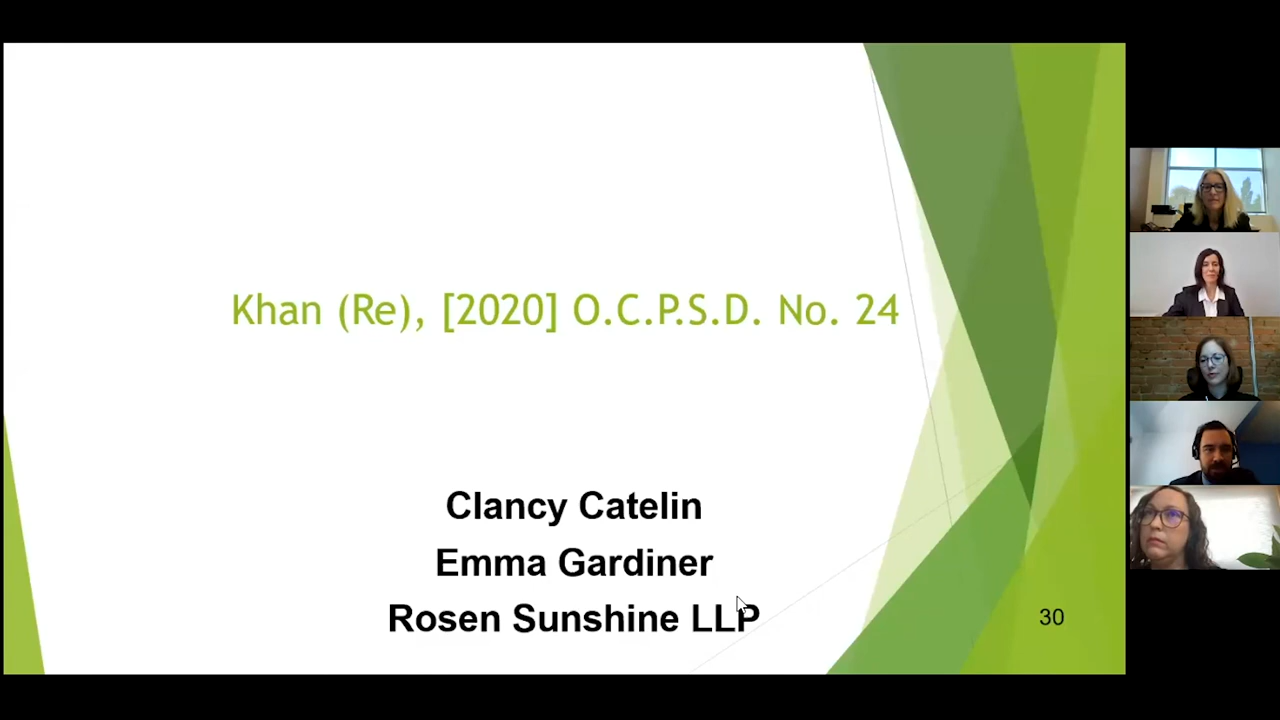 Khan (Re), [2020] O.C.P.S.D. No. 24
Clancy Catelin
Emma Gardiner
Rosen Sunshine LLP
30